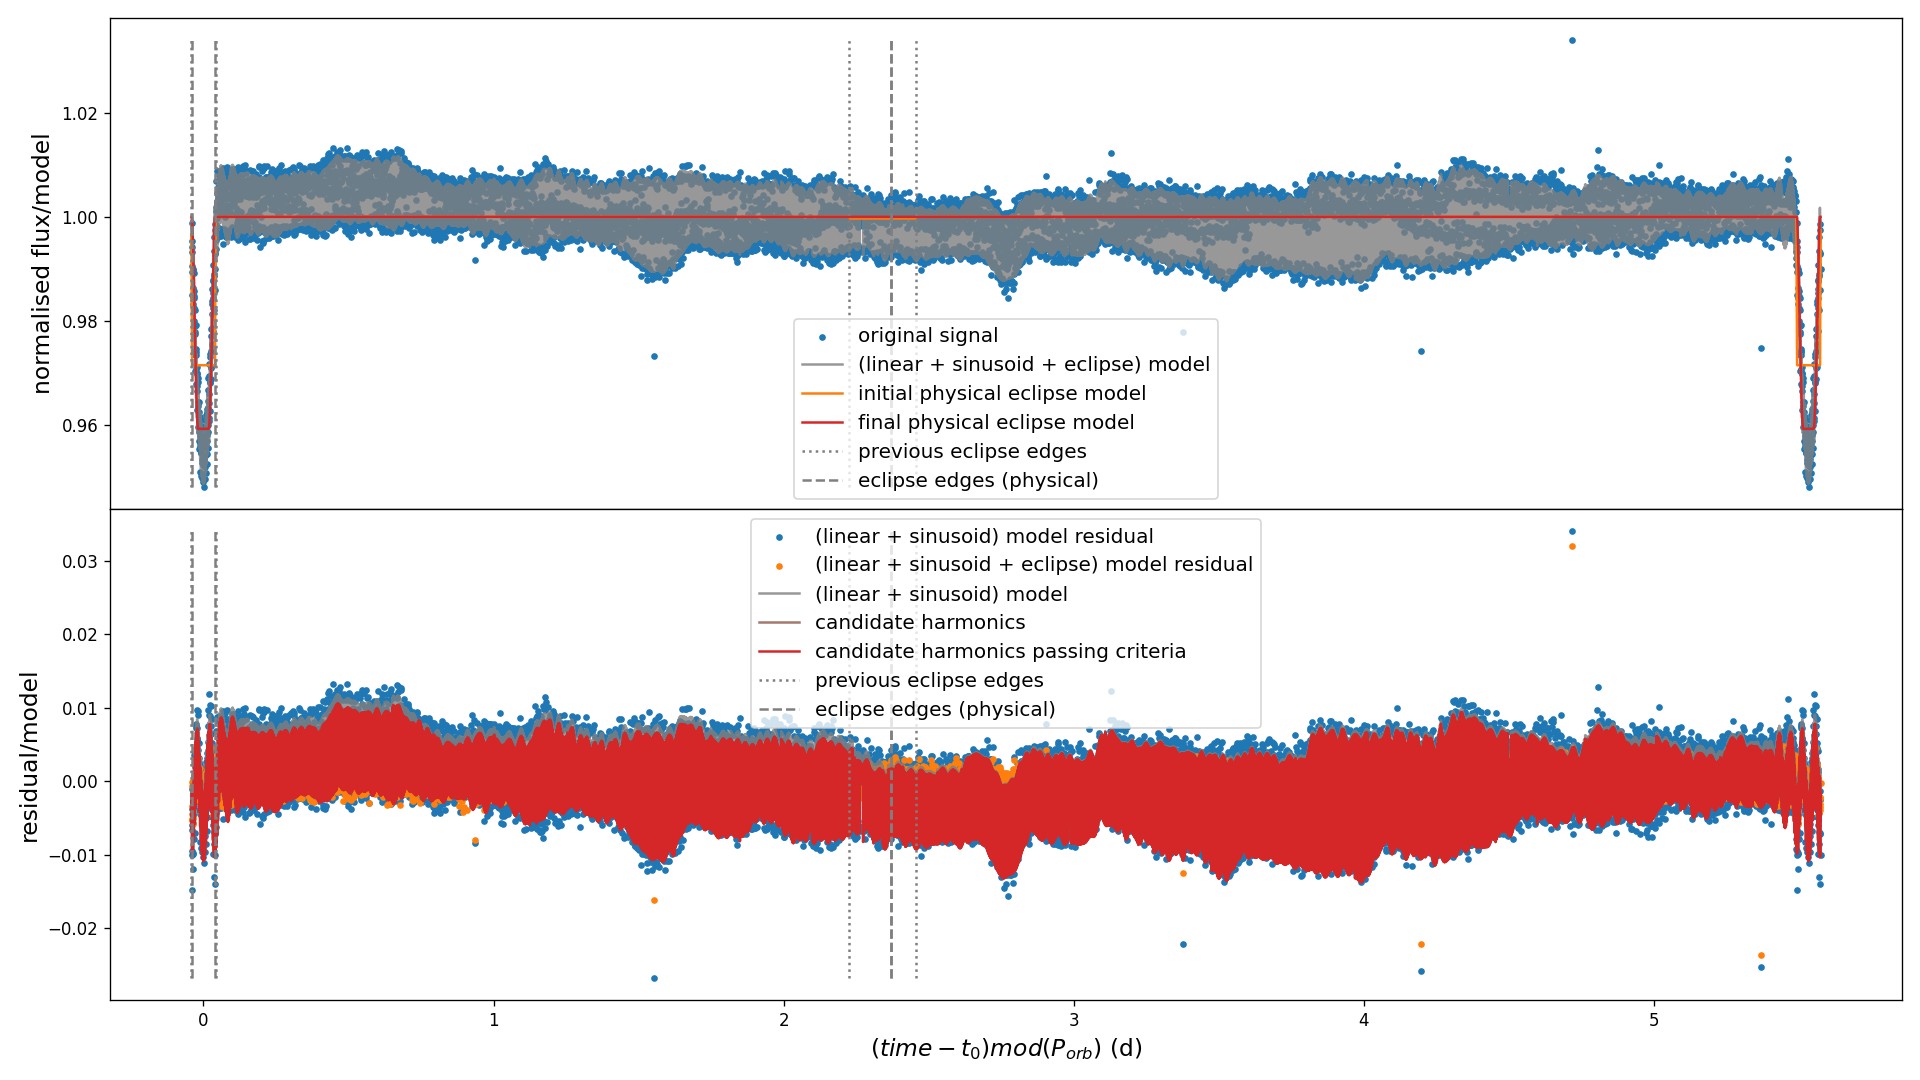 normalised flux/model
1.02
1.00
0.98
0.96
original signal
(linear + sinusoid + eclipse) model
initial physical eclipse model
final physical eclipse model
previous eclipse edges
eclipse edges (physical)
residual/model
0.03
0.02
0.01
0.00
−0.01
−0.02
(linear + sinusoid) model residual
(linear + sinusoid + eclipse) model residual
(linear + sinusoid) model
candidate harmonics
candidate harmonics passing criteria
previous eclipse edges
eclipse edges (physical)
0 1 2 3 4 5
(time − t₀)mod(Pₒᵣb) (d)